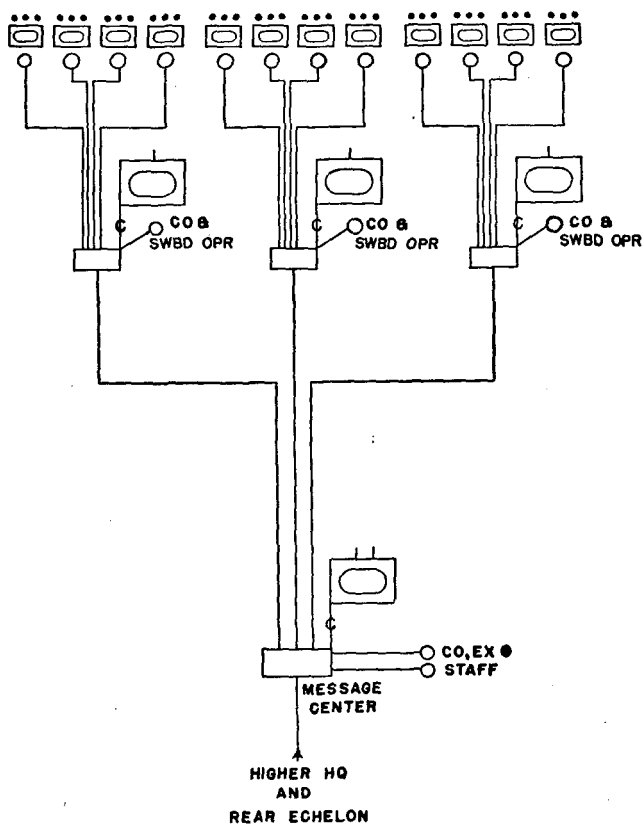 CO &
SWBD OPR
CO &
SWBD OPR
CO &
SWBD OPR
CO, EX
STAFF
MESSAGE
CENTER
HIGHER HQ
AND
REAR ECHELON